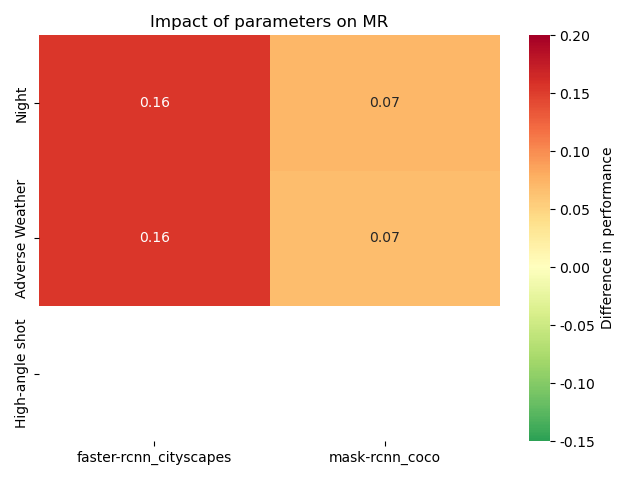 Impact of parameters on MR
Night
Adverse Weather
High-angle shot
0.16
0.07
0.16
0.07
faster-rcnn_cityscapes
mask-rcnn_coco
0.20
0.15
0.10
0.05
0.00
-0.05
-0.10
-0.15
Difference in performance